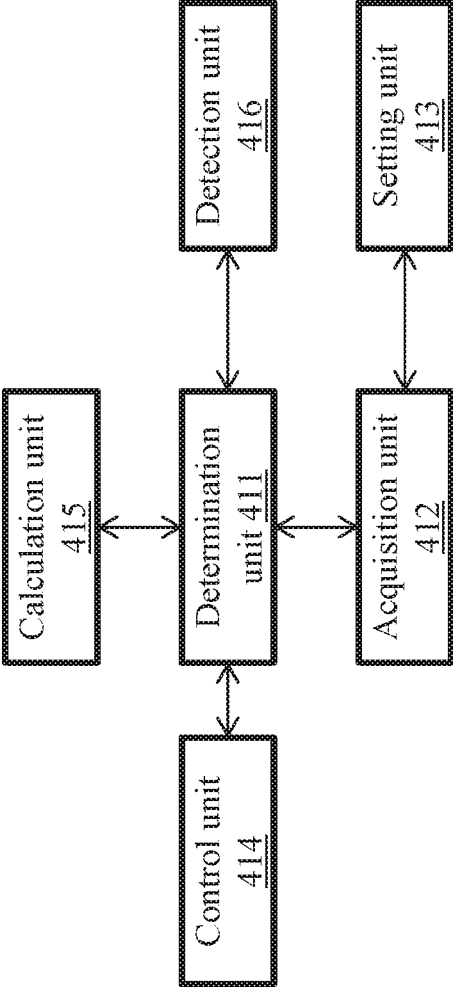 Calculation unit
415
Control unit
414
Determination
unit 411
Detection unit
416
Acquisition unit
412
Setting unit
413